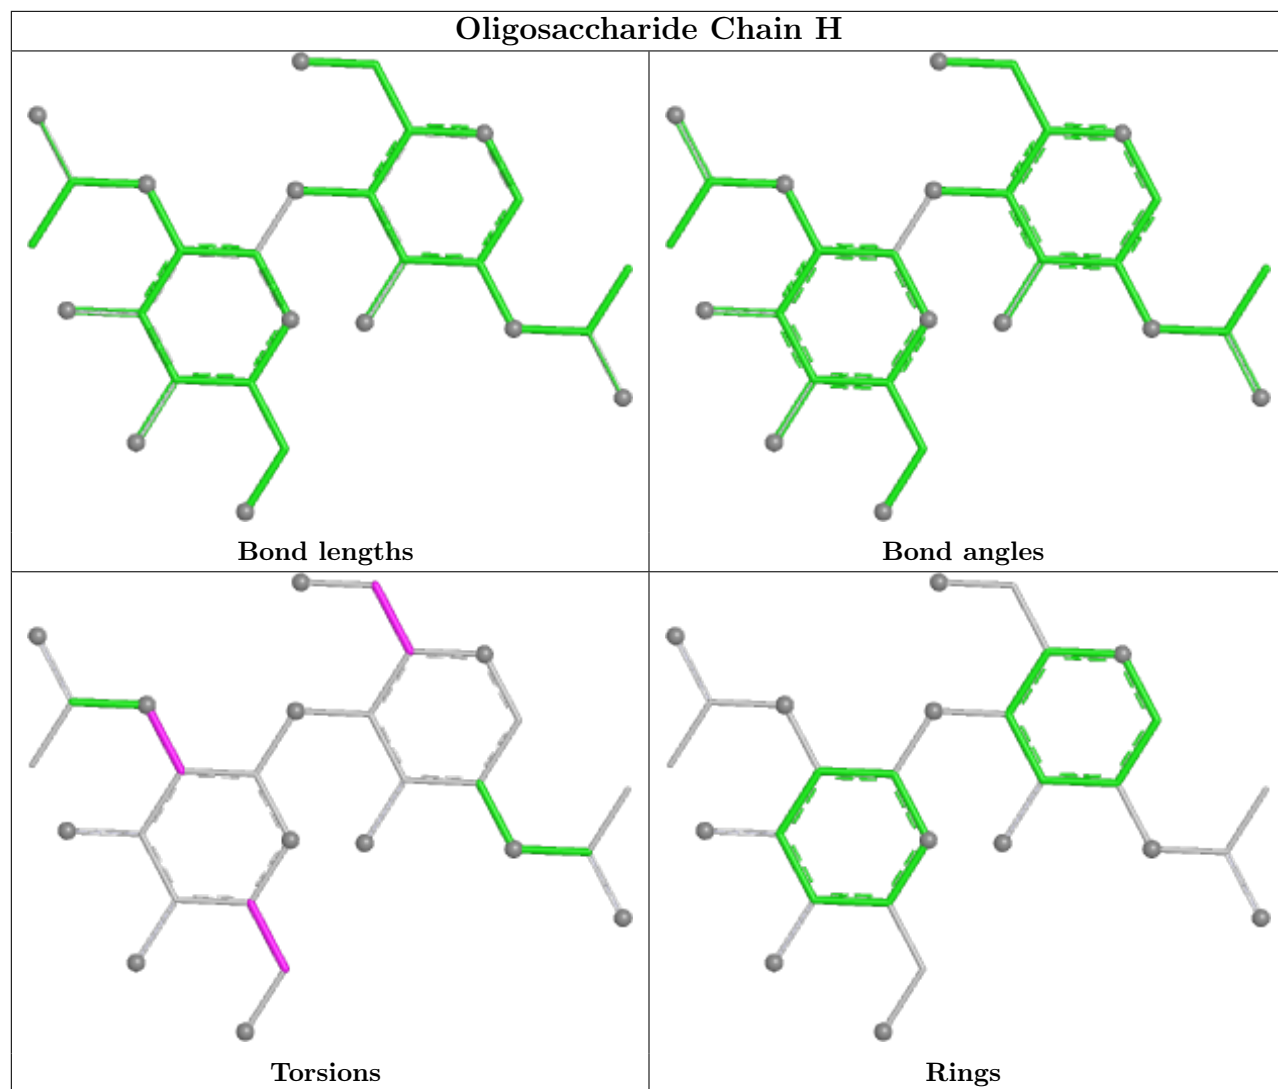 Oligosaccharide Chain H
Bond lengths
Bond angles
Torsions
Rings